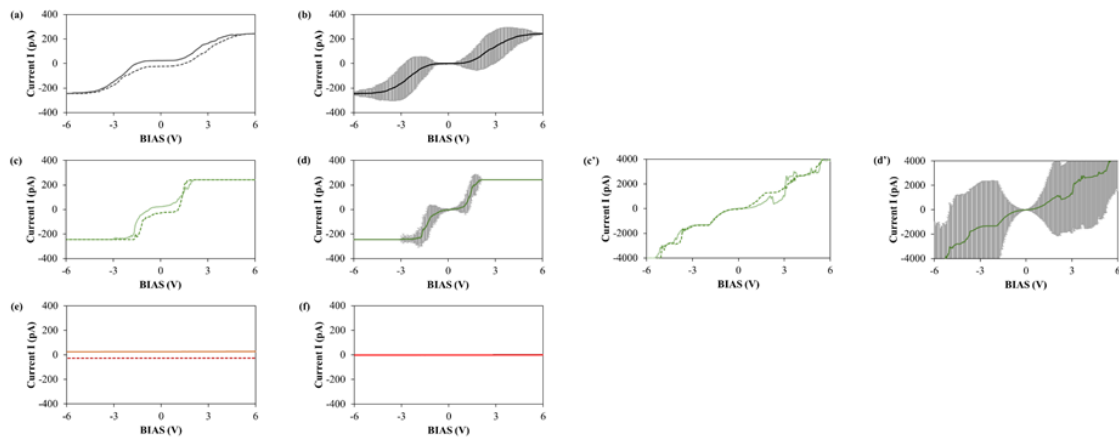 (a)
Current I (pA)
400
200
0
-200
-400
-6 -3 0 3 6
BIAS (V)
(b)
Current I (pA)
400
200
0
-200
-400
-6 -3 0 3 6
BIAS (V)
(c)
Current I (pA)
400
200
0
-200
-400
-6 -3 0 3 6
BIAS (V)
(d)
Current I (pA)
400
200
0
-200
-400
-6 -3 0 3 6
BIAS (V)
(c')
Current I (pA)
4000
2000
0
-2000
-4000
-6 -3 0 3 6
BIAS (V)
(d')
Current I (pA)
4000
2000
0
-2000
-4000
-6 -3 0 3 6
BIAS (V)
(e)
Current I (pA)
400
200
0
-200
-400
-6 -3 0 3 6
BIAS (V)
(f)
Current I (pA)
400
200
0
-200
-400
-6 -3 0 3 6
BIAS (V)